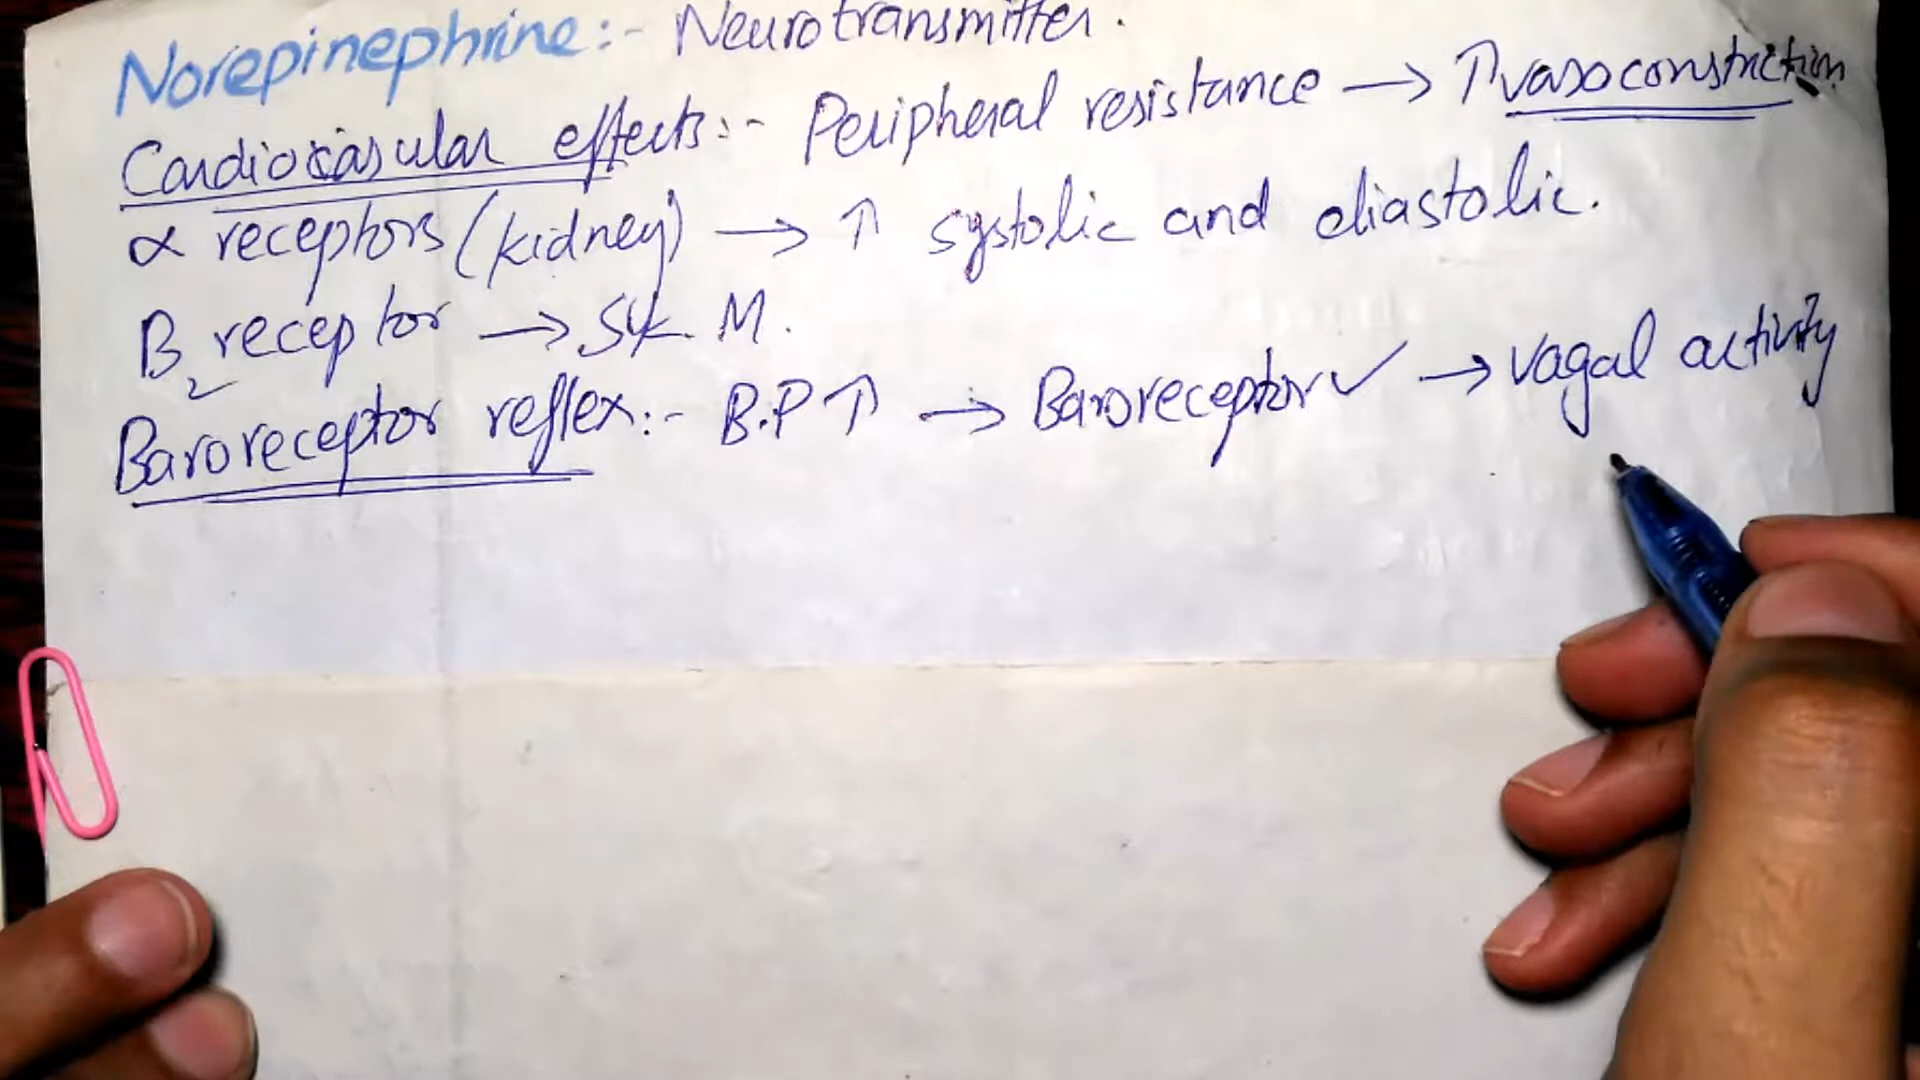 Norepinephrine:- Neurotransmitter.
Cardiovasular effects:- Peripheral resistance → ↑vasoconstriction
α receptors (kidney) → ↑ systolic and diastolic.
B₂ receptor → SK. M.
Baroreceptor reflex:- B.P ↑ → Baroreceptor ✓ → vagal activity